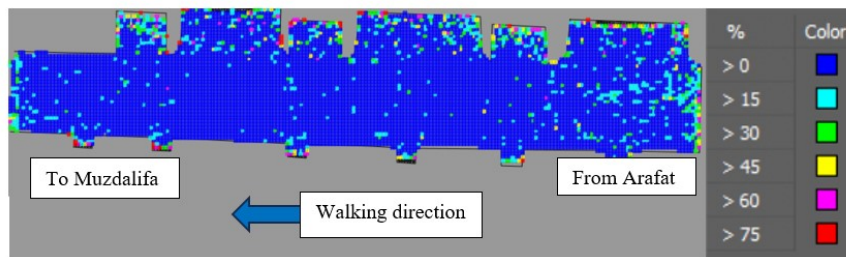 % Color
> 0
> 15
> 30
> 45
> 60
> 75
To Muzdalifa
From Arafat
Walking direction